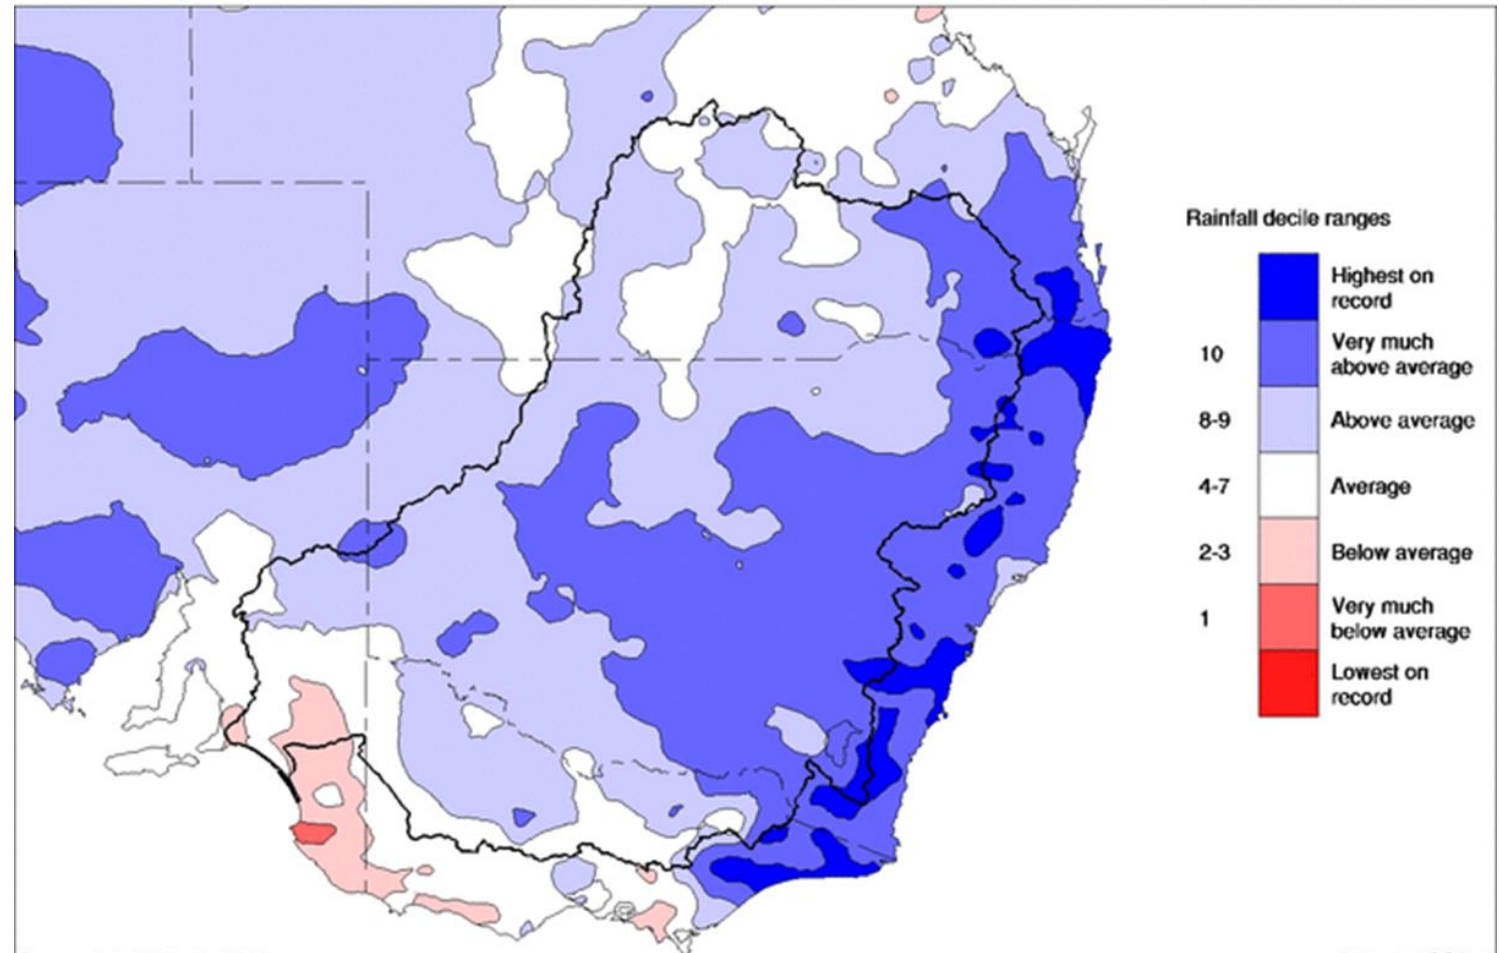 Rainfall decile ranges
Highest on
record
10
Very much
above average
8-9
Above average
4-7
Average
2-3
Below average
1
Very much
below average
Lowest on
record